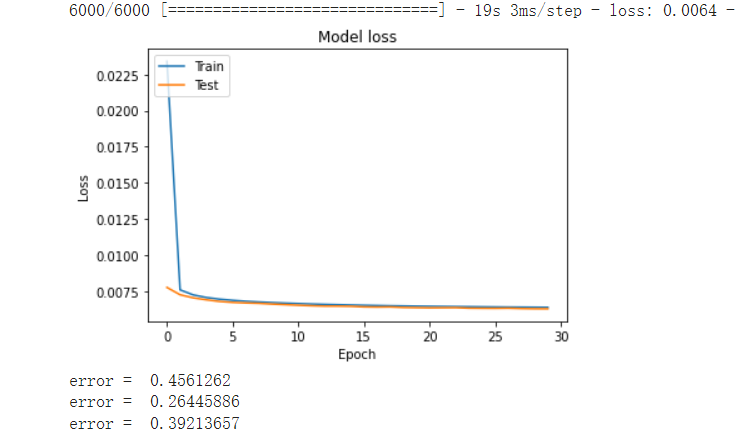 6000/6000 [==============================] - 19s 3ms/step - loss: 0.0064 -
Model loss
Train
Test
0.0225
0.0200
0.0175
0.0150
0.0125
0.0100
0.0075
Loss
0 5 10 15 20 25 30
Epoch
error = 0.4561262
error = 0.26445886
error = 0.39213657